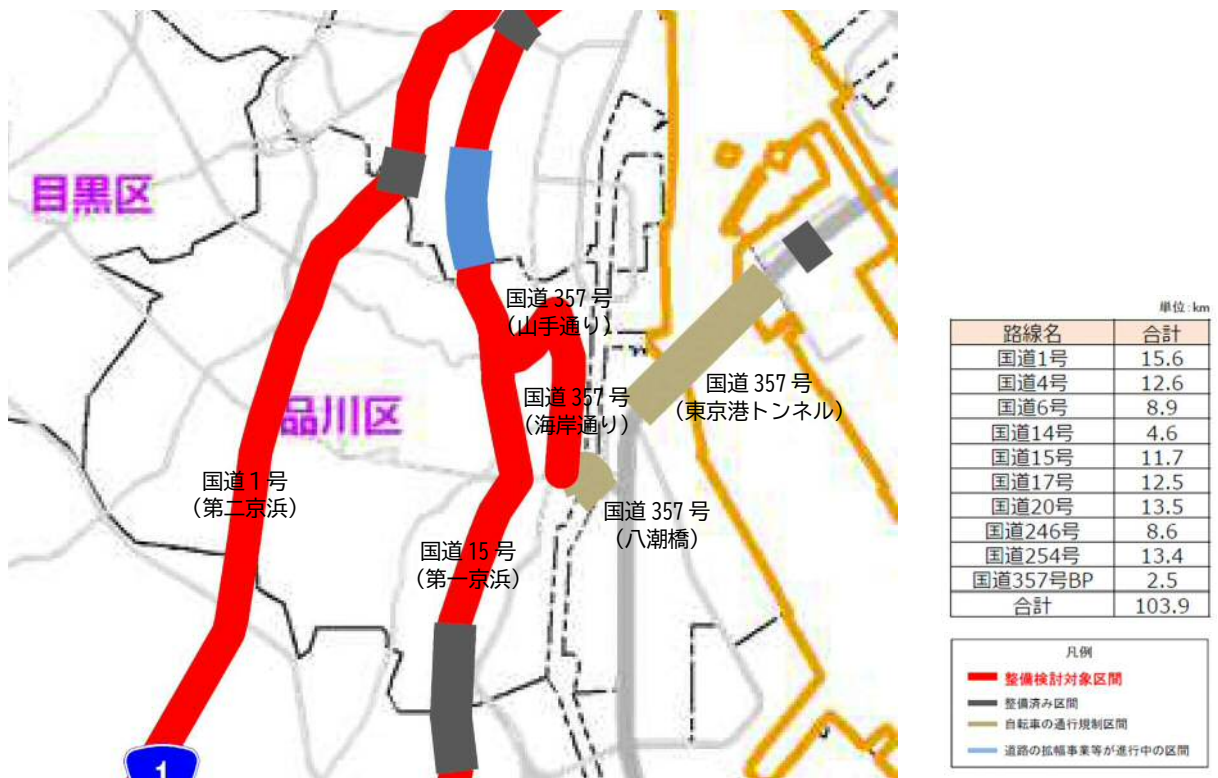 目黒区
国道 357 号
（山手通り）
国道 357 号
（海岸通り）
国道 357 号
（東京港トンネル）
品川区
国道１号
（第二京浜）
国道 357 号
（八潮橋）
国道 15 号
（第一京浜）
1
単位:km
路線名 合計
国道1号 15.6
国道4号 12.6
国道6号 8.9
国道14号 4.6
国道15号 11.7
国道17号 12.5
国道20号 13.5
国道246号 8.6
国道254号 13.4
国道357号BP 2.5
合計 103.9
凡例
整備検討対象区間
整備済み区間
自転車の通行規制区間
道路の拡幅事業等が進行中の区間